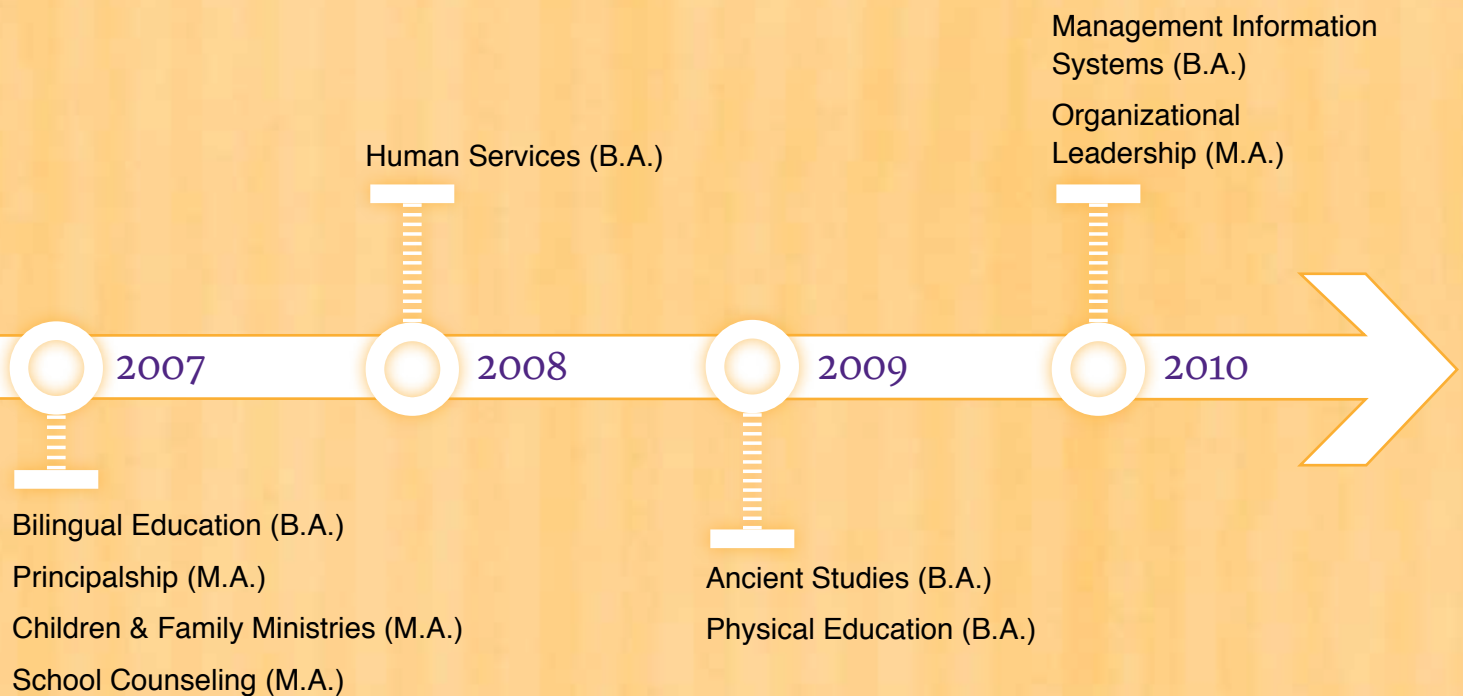 Management Information
Systems (B.A.)
Organizational
Leadership (M.A.)
Human Services (B.A.)
2007
2008
2009
2010
Bilingual Education (B.A.)
Principalship (M.A.)
Children & Family Ministries (M.A.)
School Counseling (M.A.)
Ancient Studies (B.A.)
Physical Education (B.A.)